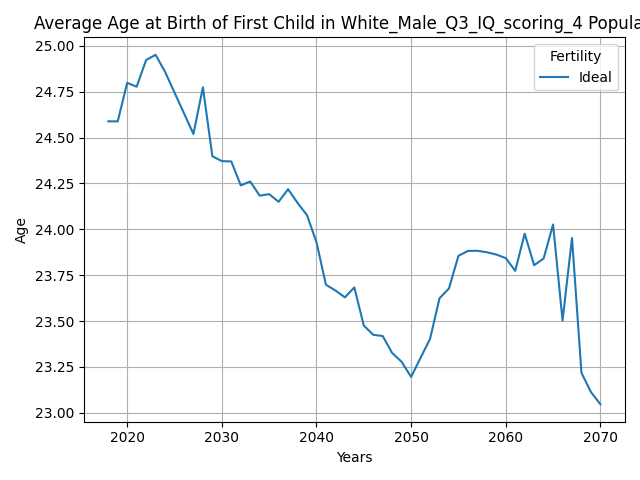 Average Age at Birth of First Child in White_Male_Q3_IQ_scoring_4 Popula
25.00
24.75
24.50
24.25
24.00
23.75
23.50
23.25
23.00
Age
Fertility
Ideal
2020 2030 2040 2050 2060 2070
Years